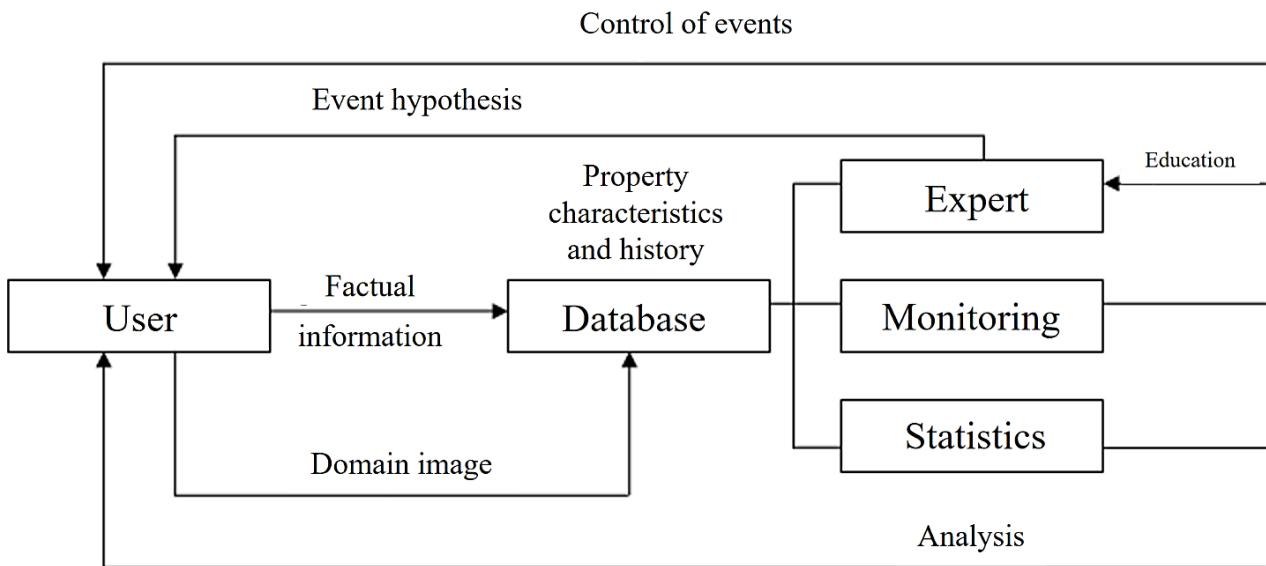 Control of events
Event hypothesis
Education
Property
characteristics
and history
Expert
Factual
information
User
Database
Monitoring
Statistics
Domain image
Analysis